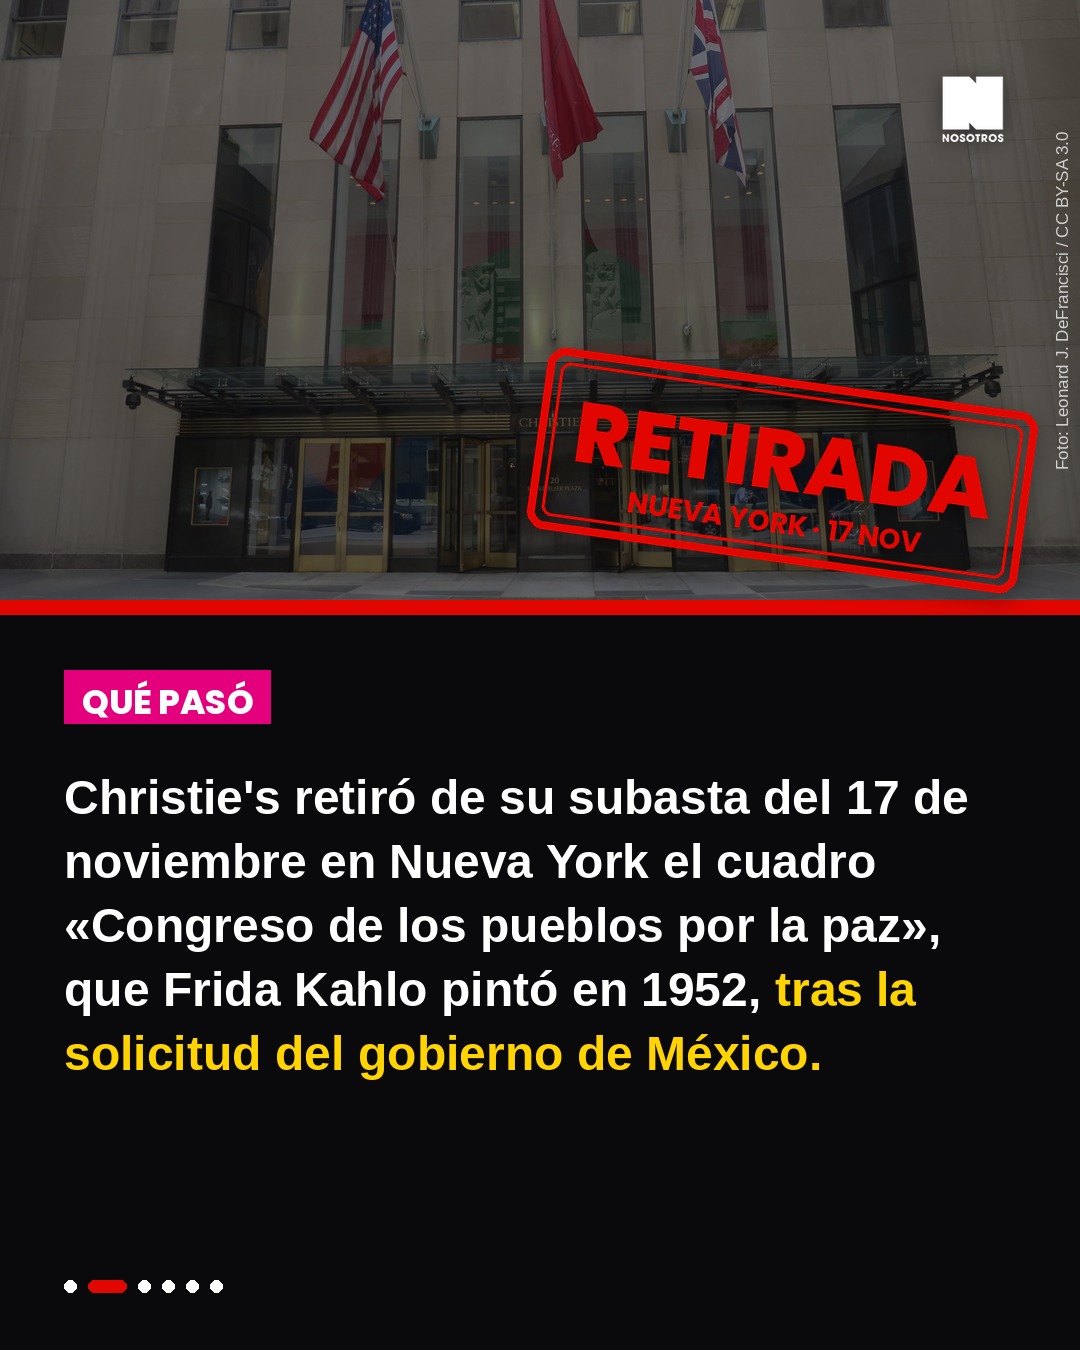 NOSOTROS
Foto: Leonard J. DeFrancisci / CC BY-SA 3.0
CHRISTIE
20
RETIRADA
NUEVA YORK · 17 NOV
QUÉ PASÓ
Christie's retiró de su subasta del 17 de
noviembre en Nueva York el cuadro
«Congreso de los pueblos por la paz»,
que Frida Kahlo pintó en 1952, tras la
solicitud del gobierno de México.